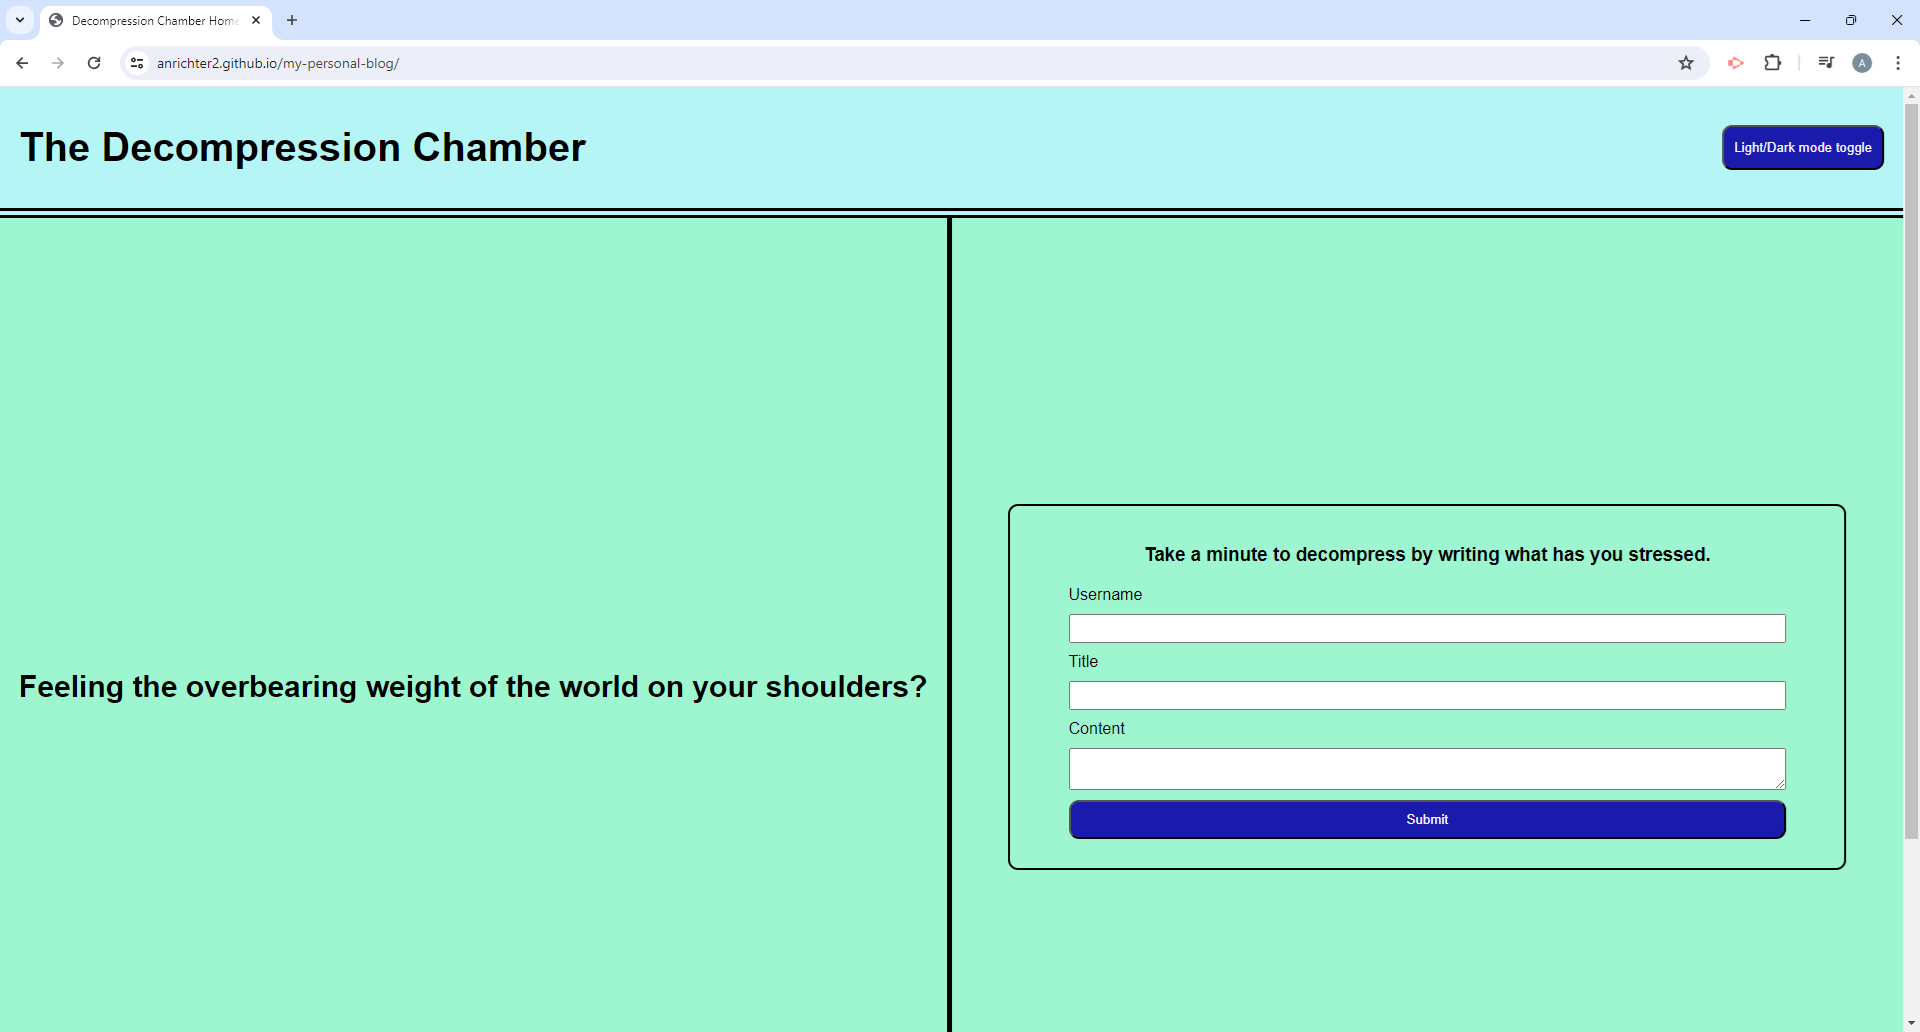 Decompression Chamber Hom
anrichter2.github.io/my-personal-blog/
A
The Decompression Chamber
Light/Dark mode toggle
Feeling the overbearing weight of the world on your shoulders?
Take a minute to decompress by writing what has you stressed.
Username
Title
Content
Submit